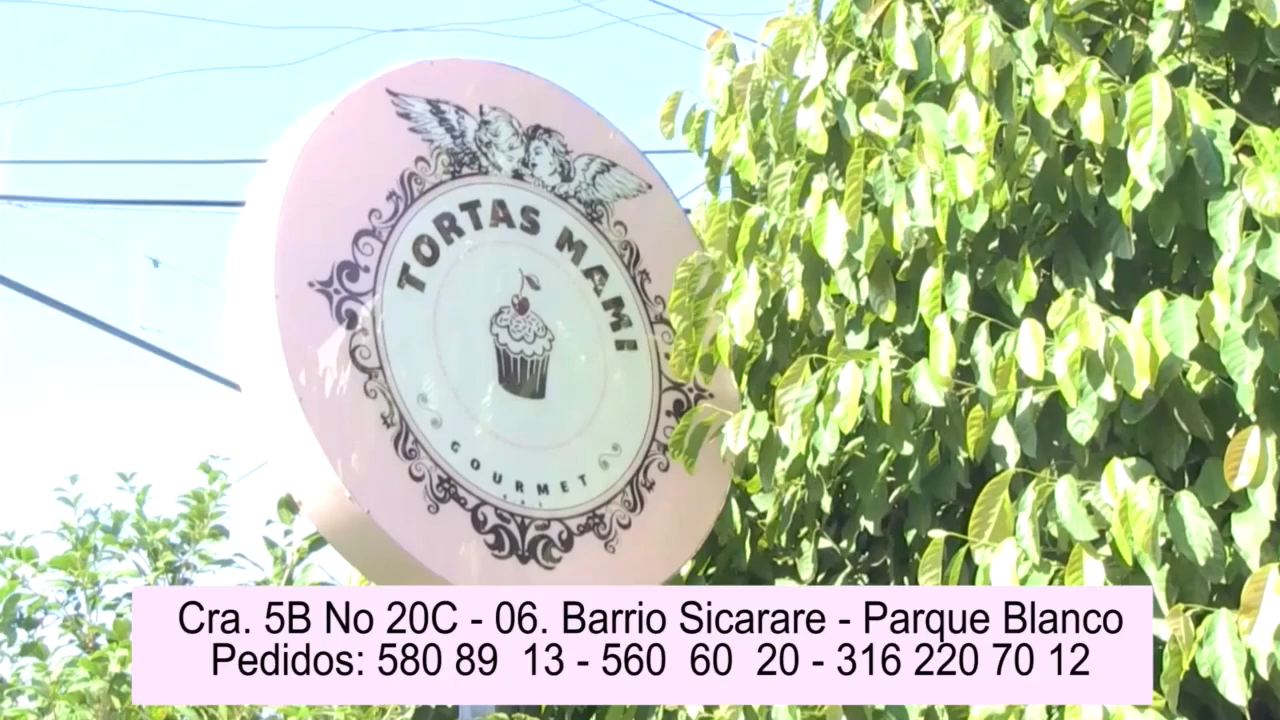 TORTAS MAMI
GOURMET
Cra. 5B No 20C - 06. Barrio Sicarare - Parque Blanco
Pedidos: 580 89 13 - 560 60 20 - 316 220 70 12